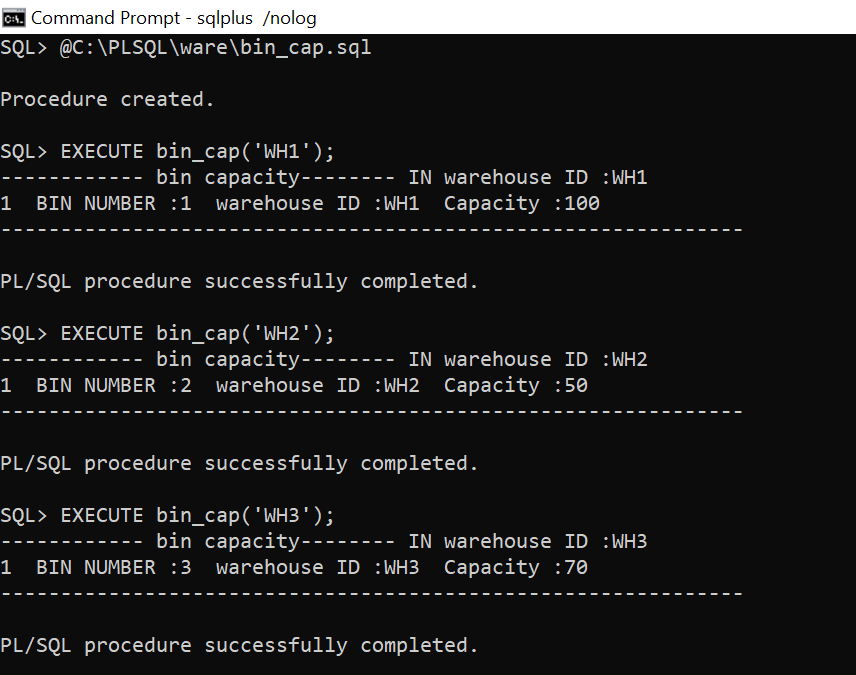 Command Prompt - sqlplus  /nolog
SQL> @C:\PLSQL\ware\bin_cap.sql
Procedure created.
SQL> EXECUTE bin_cap('WH1');
------------ bin capacity-------- IN warehouse ID :WH1
1  BIN NUMBER :1  warehouse ID :WH1  Capacity :100
--------------------------------------------------------------
PL/SQL procedure successfully completed.
SQL> EXECUTE bin_cap('WH2');
------------ bin capacity-------- IN warehouse ID :WH2
1  BIN NUMBER :2  warehouse ID :WH2  Capacity :50
--------------------------------------------------------------
PL/SQL procedure successfully completed.
SQL> EXECUTE bin_cap('WH3');
------------ bin capacity-------- IN warehouse ID :WH3
1  BIN NUMBER :3  warehouse ID :WH3  Capacity :70
--------------------------------------------------------------
PL/SQL procedure successfully completed.